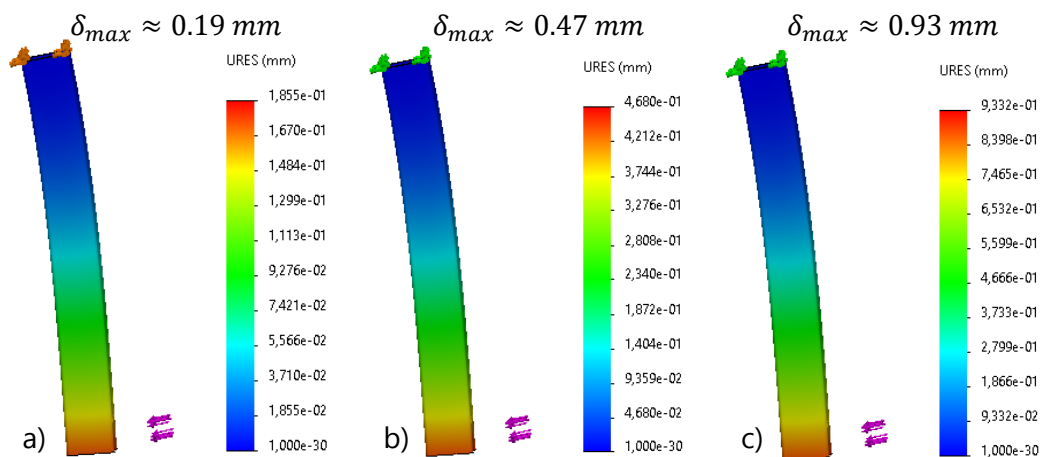 δ_max ≈ 0.19 mm
URES (mm)
1,855e-01
1,670e-01
1,484e-01
1,299e-01
1,113e-01
9,276e-02
7,421e-02
5,566e-02
3,710e-02
1,855e-02
1,000e-30
a)
δ_max ≈ 0.47 mm
URES (mm)
4,680e-01
4,212e-01
3,744e-01
3,276e-01
2,808e-01
2,340e-01
1,872e-01
1,404e-01
9,359e-02
4,680e-02
1,000e-30
b)
δ_max ≈ 0.93 mm
URES (mm)
9,332e-01
8,398e-01
7,465e-01
6,532e-01
5,599e-01
4,666e-01
3,733e-01
2,799e-01
1,866e-01
9,332e-02
1,000e-30
c)